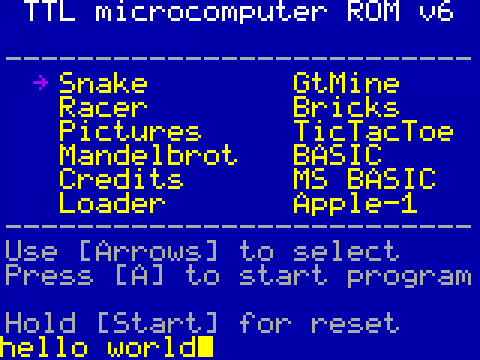 TTL microcomputer ROM v6
Snake GtMine
Racer Bricks
Pictures TicTacToe
Mandelbrot BASIC
Credits MS BASIC
Loader Apple-1
Use [Arrows] to select
Press [A] to start program
Hold [Start] for reset
hello world